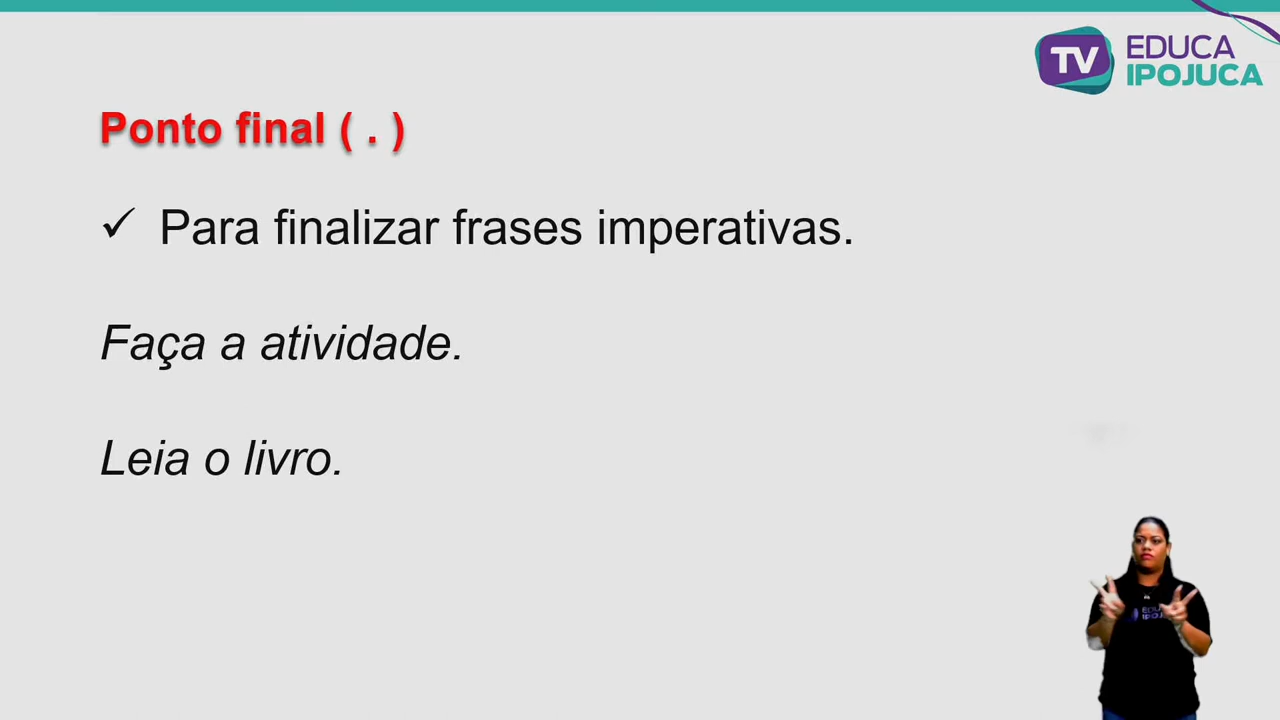 TV EDUCA
IPOJUCA
Ponto final ( . )
✓ Para finalizar frases imperativas.
Faça a atividade.
Leia o livro.